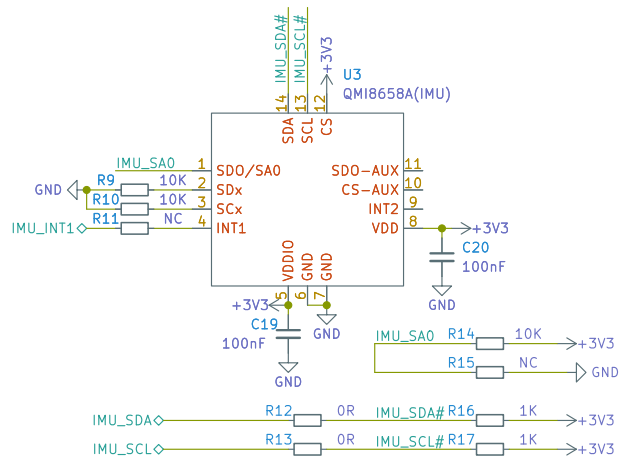 IMU_SDA#
IMU_SCL#
+3V3
U3
QMI8658A(IMU)
14
13
12
SDA
SCL
CS
IMU_SA0
1
SDO/SA0
SDO-AUX
11
GND
R9
10K
2
SDx
CS-AUX
10
R10
10K
3
SCx
INT2
9
IMU_INT1
R11
NC
4
INT1
VDD
8
+3V3
C20
100nF
GND
VDDIO
GND
GND
5
6
7
+3V3
C19
100nF
GND
GND
IMU_SA0
R14
10K
+3V3
R15
NC
GND
IMU_SDA
R12
0R
IMU_SDA#
R16
1K
+3V3
IMU_SCL
R13
0R
IMU_SCL#
R17
1K
+3V3